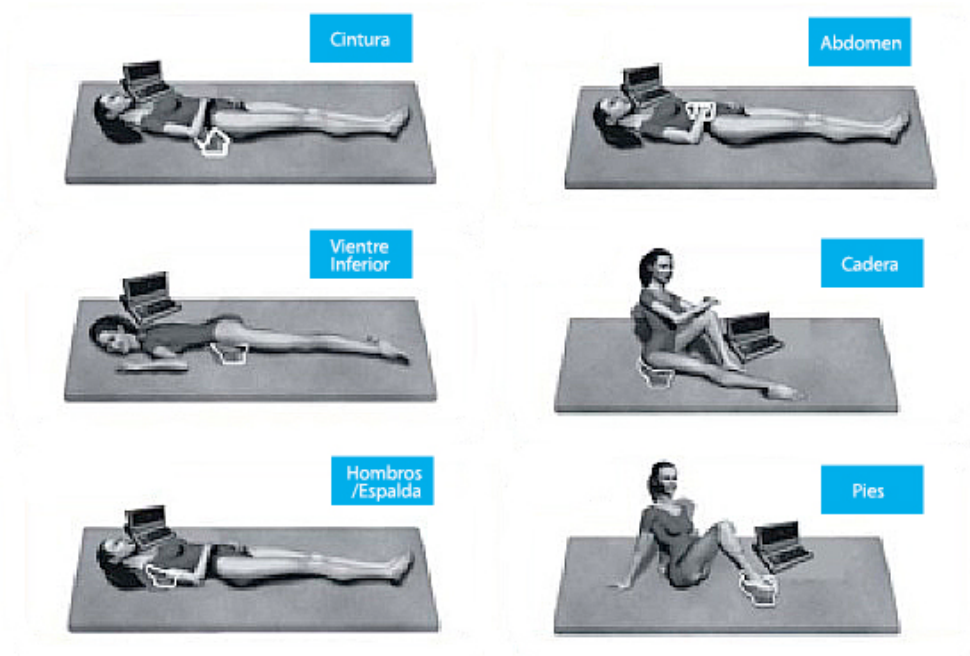 Cintura
Abdomen
Vientre
Inferior
Cadera
Hombros
/Espalda
Pies